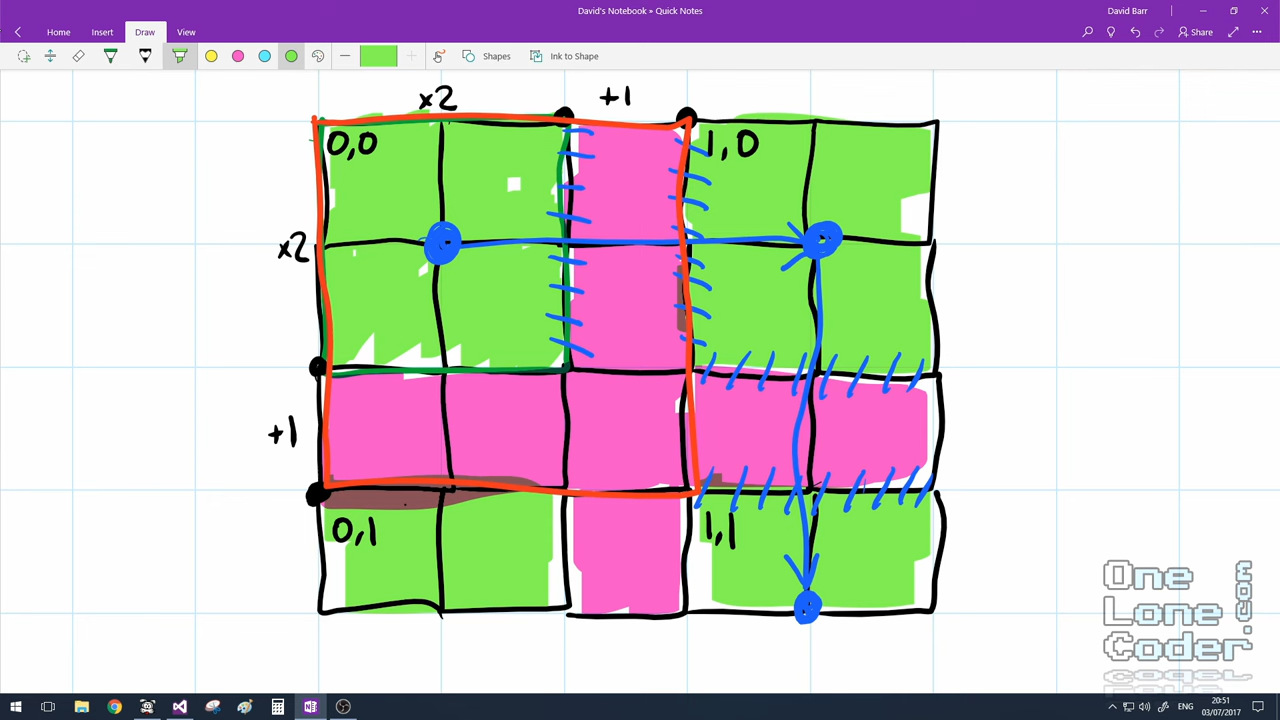 David's Notebook » Quick Notes
David Barr
Home Insert Draw View
Share
Shapes
Ink to Shape
x2 +1
0,0 1,0
x2
+1
0,1 1,1
One
Lone
Coder
.com
ENG
20:51
03/07/2017